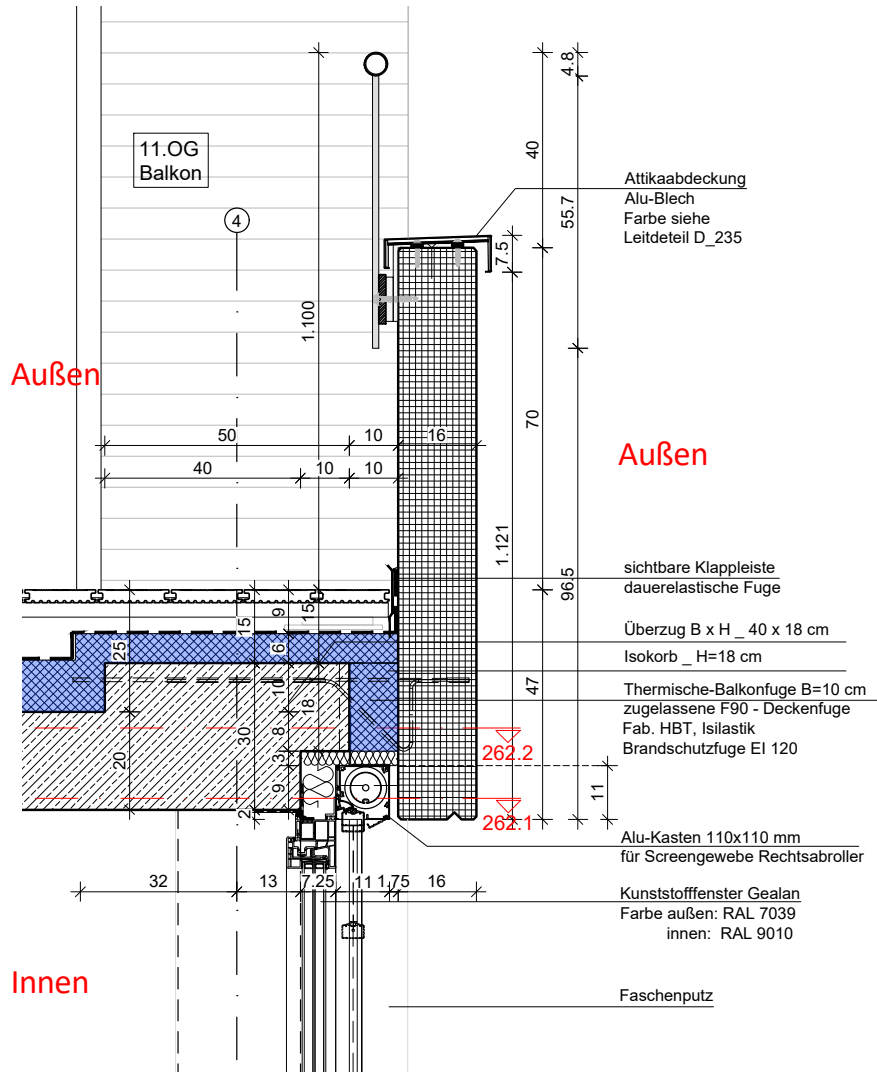 4.8
11.OG
Balkon
40
4
Attikaabdeckung
Alu-Blech
Farbe siehe
Leitdeteil D_235
55.7
7.5
1.100
Außen
70
50
10
16
40
10
10
Außen
1.121
96.5
sichtbare Klappleiste
dauerelastische Fuge
9
15
15
Überzug B x H _ 40 x 18 cm
25
6
Isokorb _ H=18 cm
10
47
Thermische-Balkonfuge B=10 cm
zugelassene F90 - Deckenfuge
Fab. HBT, Isilastik
Brandschutzfuge EI 120
18
30
8
262.2
20
3
9
11
2
262.1
Alu-Kasten 110x110 mm
für Screengewebe Rechtsabroller
32
13
7.25
11
1.75
16
Kunststofffenster Gealan
Farbe außen: RAL 7039
innen: RAL 9010
Innen
Faschenputz